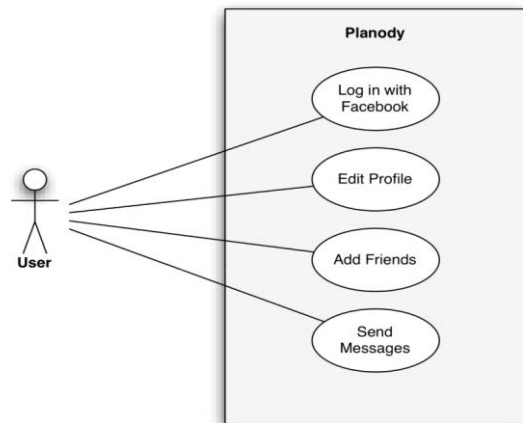 Planody
Log in with
Facebook
Edit Profile
Add Friends
User
Send
Messages